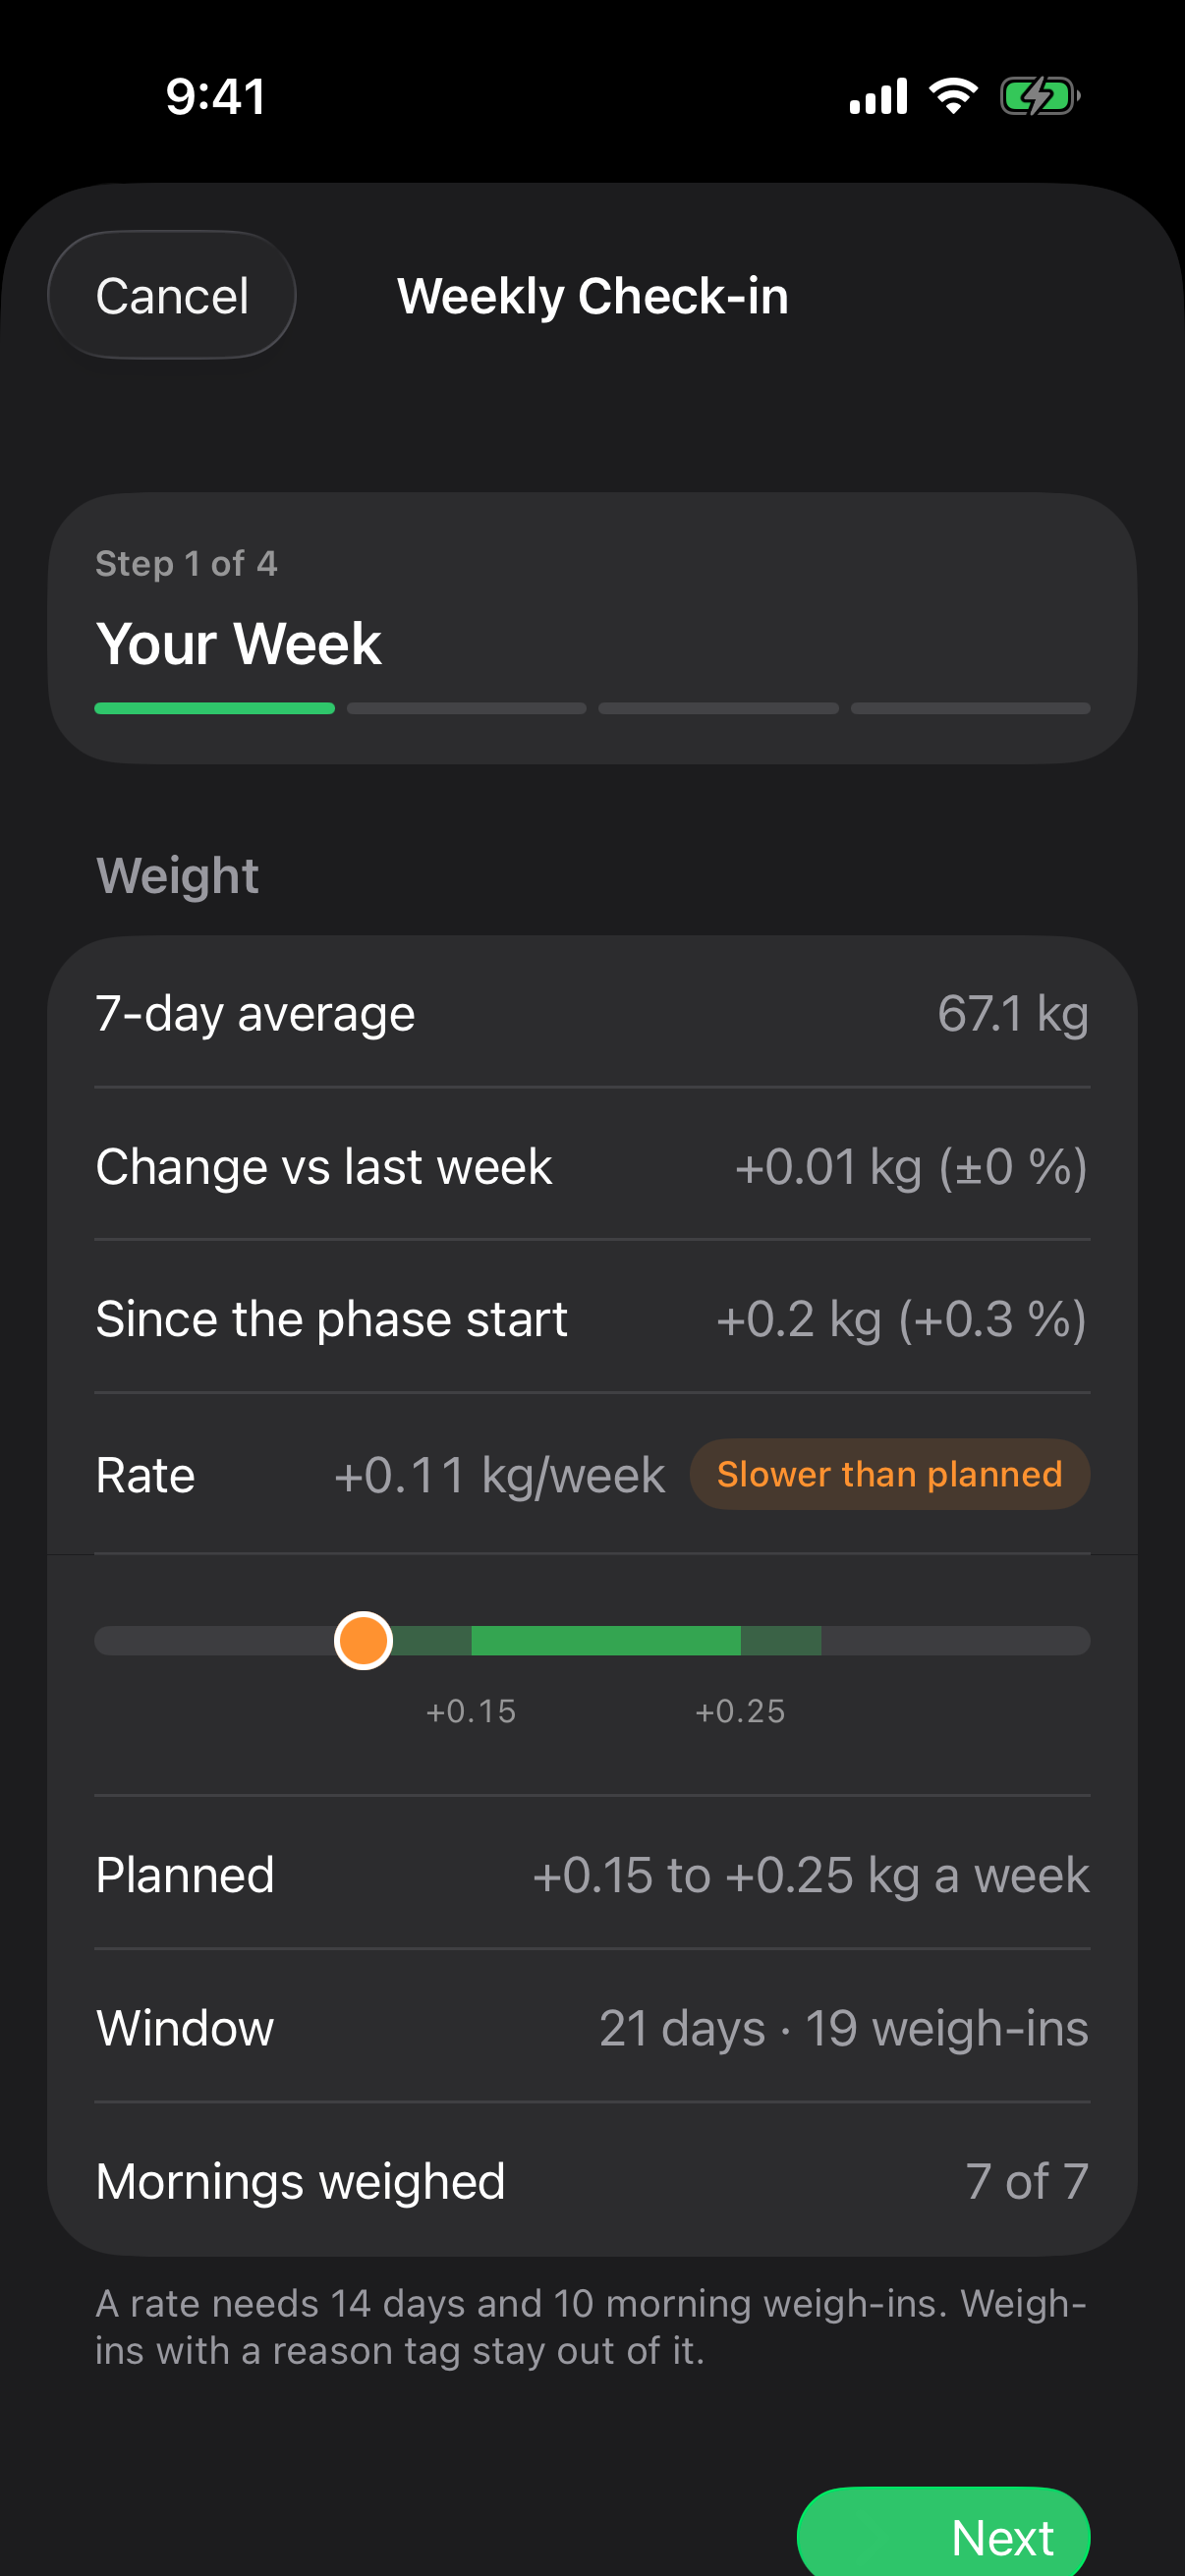 9:41
Cancel
Weekly Check-in
Step 1 of 4
Your Week
Weight
7-day average 67.1 kg
Change vs last week +0.01 kg (±0 %)
Since the phase start +0.2 kg (+0.3 %)
Rate +0.11 kg/week Slower than planned
+0.15 +0.25
Planned +0.15 to +0.25 kg a week
Window 21 days · 19 weigh-ins
Mornings weighed 7 of 7
A rate needs 14 days and 10 morning weigh-ins. Weigh-
ins with a reason tag stay out of it.
Next